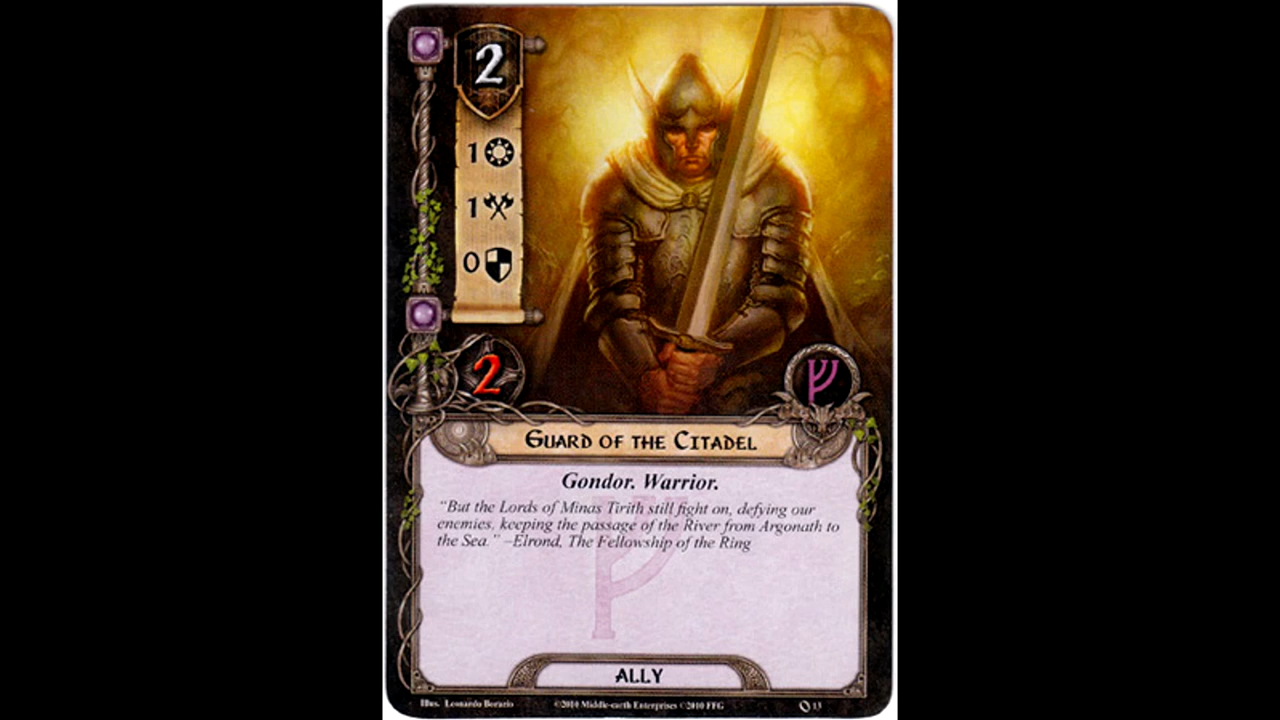 2
1
1
0
2
Guard of the Citadel
Gondor. Warrior.
"But the Lords of Minas Tirith still fight on, defying our
enemies, keeping the passage of the River from Argonath to
the Sea." –Elrond, The Fellowship of the Ring
ALLY
Illus. Leonardo Borazio ©2010 Middle-earth Enterprises ©2010 FFG 13